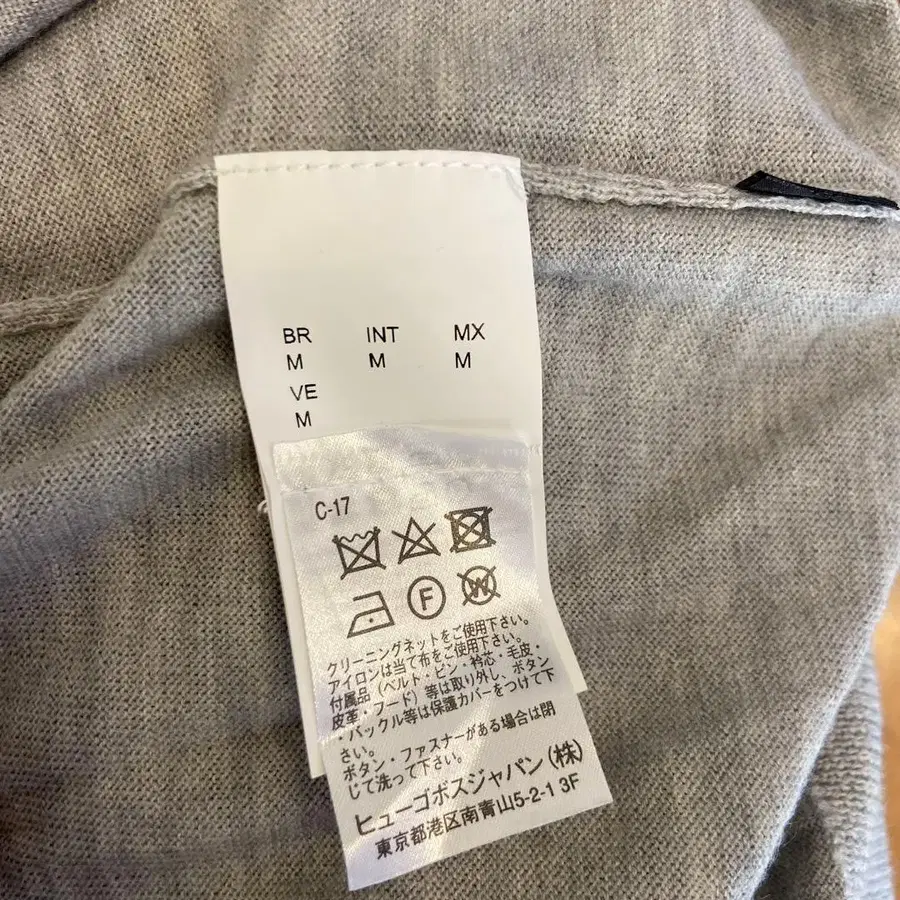 BR INT MX
M M M
VE
M
C-17
F W
クリーニングネットをご使用下さい。
アイロンは当て布をご使用下さい。
付属品(ベルト・ピン・衿芯・毛皮・
皮革・フード)等は取り外し、ボタン
・バックル等は保護カバーをつけて下
さい。
ボタン・ファスナーがある場合は閉
じて洗って下さい。
ヒューゴボスジャパン(株)
東京都港区南青山5-2-1 3F